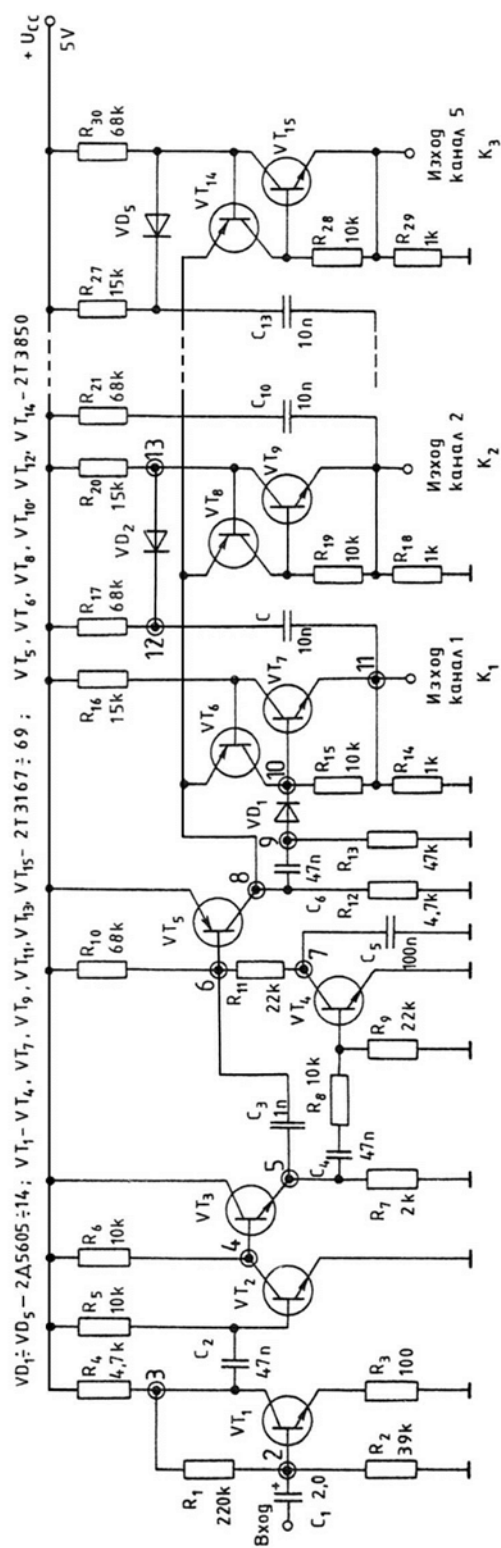 VD₁÷VD₅ – 2Д5605÷14; VT₁ – VT₄, VT₇, VT₉, VT₁₁, VT₁₃, VT₁₅ – 2Т3167÷69; VT₅, VT₆, VT₈, VT₁₀, VT₁₂, VT₁₄ – 2Т3850
+ Uсс
5V
Вход
C₁ 2,0
+
2
R₁
220k
R₂
39k
3
R₄
4,7k
VT₁
R₃
100
C₂
47n
R₅
10k
R₆
10k
VT₂
4
VT₃
5
R₇
2k
C₃
1n
C₄
47n
R₈
10k
R₉
22k
VT₄
R₁₀
68k
6
R₁₁
22k
7
C₅
100n
VT₅
8
R₁₂
4,7k
C₆
47n
9
R₁₃
47k
VD₁
10
VT₆
VT₇
R₁₆
15k
R₁₅
10k
R₁₄
1k
11
Изход
канал 1
K₁
R₁₇
68k
12
C
10n
VD₂
13
R₂₀
15k
VT₈
VT₉
R₁₉
10k
R₁₈
1k
Изход
канал 2
K₂
R₂₁
68k
C₁₀
10n
R₂₇
15k
C₁₃
10n
VD₅
R₃₀
68k
VT₁₄
VT₁₅
R₂₈
10k
R₂₉
1k
Изход
канал 5
K₃